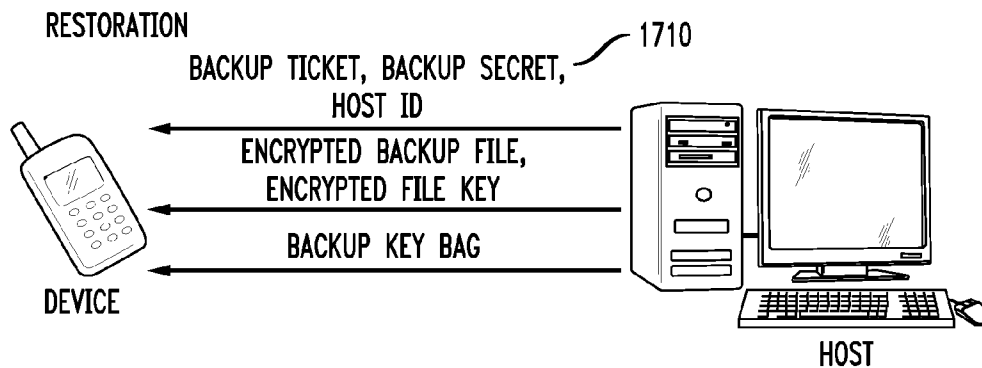 RESTORATION
1710
BACKUP TICKET, BACKUP SECRET,
HOST ID
ENCRYPTED BACKUP FILE,
ENCRYPTED FILE KEY
BACKUP KEY BAG
DEVICE
HOST